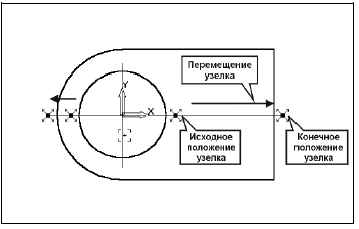 Перемещение
узелка
Y
X
Исходное
положение
узелка
Конечное
положение
узелка